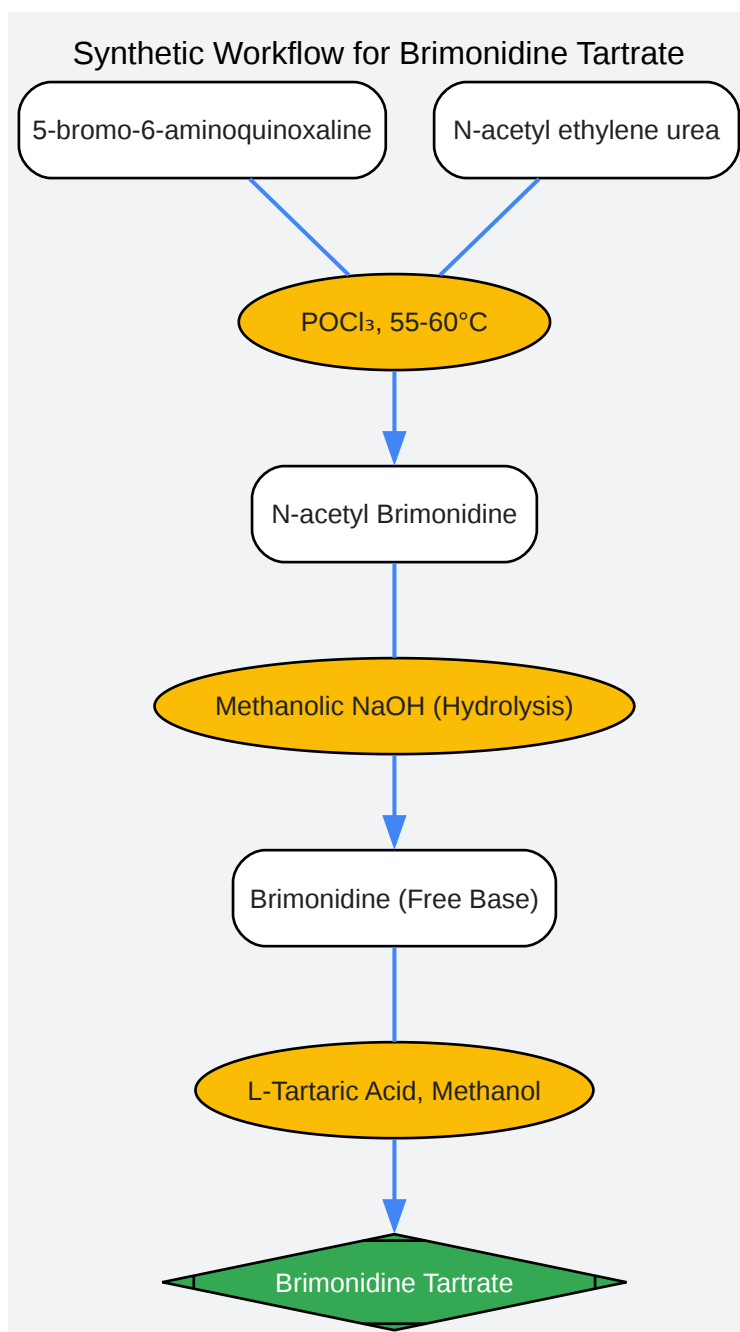 Synthetic Workflow for Brimonidine Tartrate
5-bromo-6-aminoquinoxaline
N-acetyl ethylene urea
POCl₃, 55-60°C
N-acetyl Brimonidine
Methanolic NaOH (Hydrolysis)
Brimonidine (Free Base)
L-Tartaric Acid, Methanol
Brimonidine Tartrate